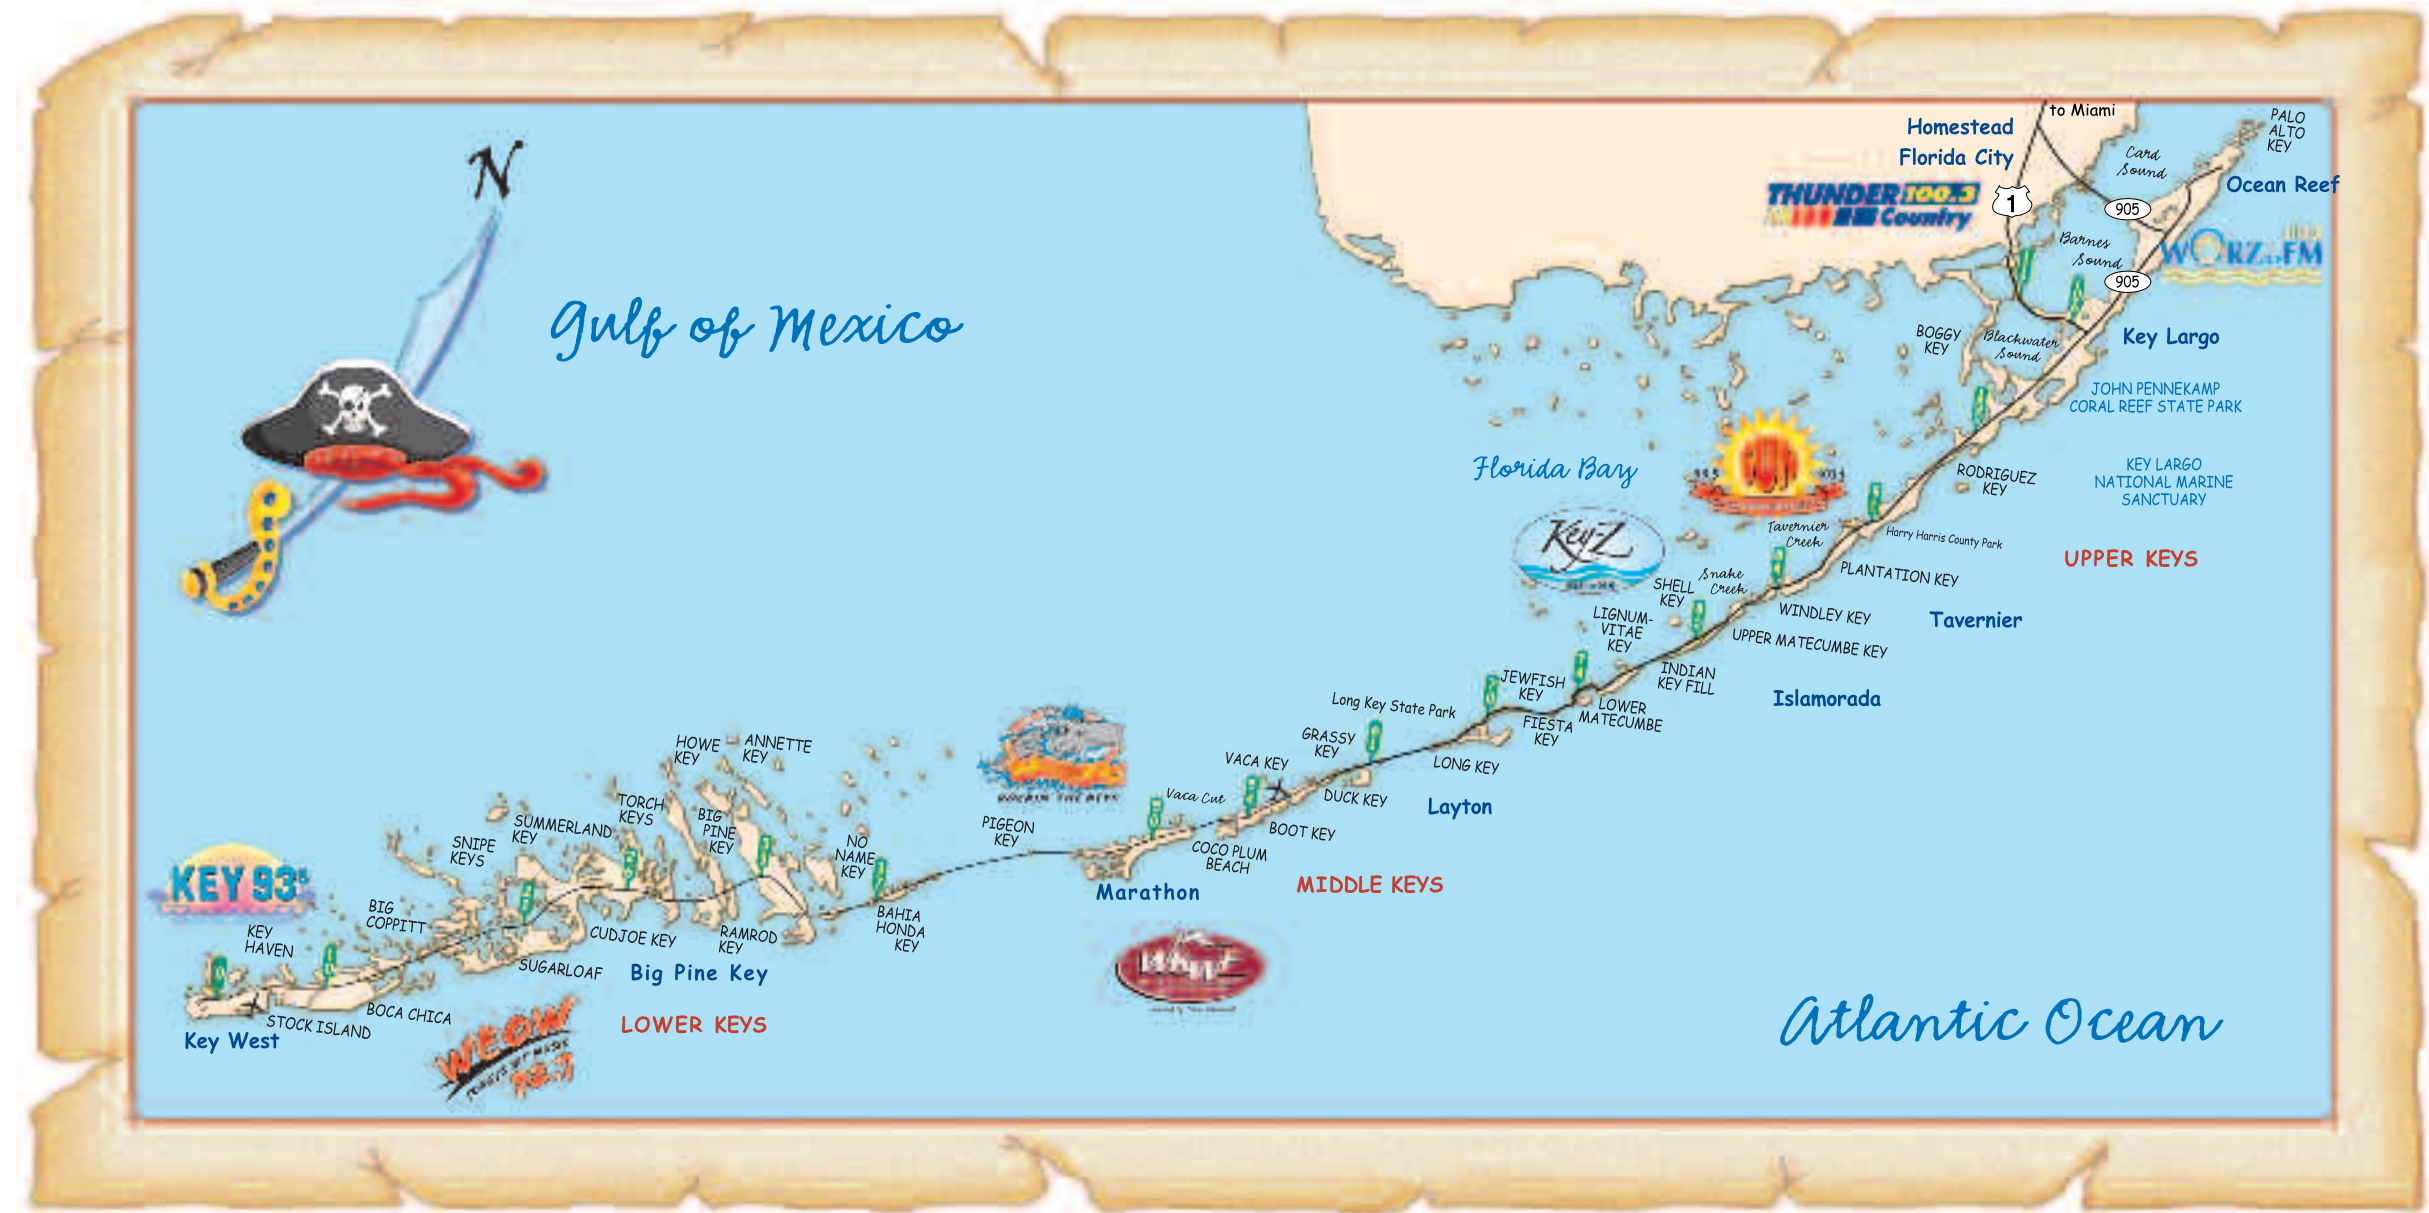 to Miami
PALO
ALTO
KEY
Homestead
Florida City
Card
Sound
Ocean Reef
THUNDER 100.3
Country
1
905
N
Barnes
Sound
905
Gulf of Mexico
BOGGY
KEY
Blackwater
Sound
Key Largo
JOHN PENNEKAMP
CORAL REEF STATE PARK
Florida Bay
SUN
RODRIGUEZ
KEY
KEY LARGO
NATIONAL MARINE
SANCTUARY
Key-Z
Tavernier
Creek
Harry Harris County Park
UPPER KEYS
PLANTATION KEY
Snake
Creek
SHELL
KEY
WINDLEY KEY
Tavernier
LIGNUM-
VITAE
KEY
UPPER MATECUMBE KEY
INDIAN
KEY FILL
Islamorada
JEWFISH
KEY
LOWER
MATECUMBE
FIESTA
KEY
Long Key State Park
GRASSY
KEY
LONG KEY
VACA KEY
DUCK KEY
Layton
Vaca Cut
BOOT KEY
COCO PLUM
BEACH
MIDDLE KEYS
Marathon
PIGEON
KEY
HOWE
KEY
ANNETTE
KEY
TORCH
KEYS
BIG
PINE
KEY
NO
NAME
KEY
SUMMERLAND
KEY
SNIPE
KEYS
KEY 93.5
BIG
COPPITT
KEY
HAVEN
9
10
BAHIA
HONDA
KEY
CUDJOE KEY
RAMROD
KEY
SUGARLOAF
Big Pine Key
BOCA CHICA
STOCK ISLAND
Key West
LOWER KEYS
WEOW
92.7
Atlantic Ocean